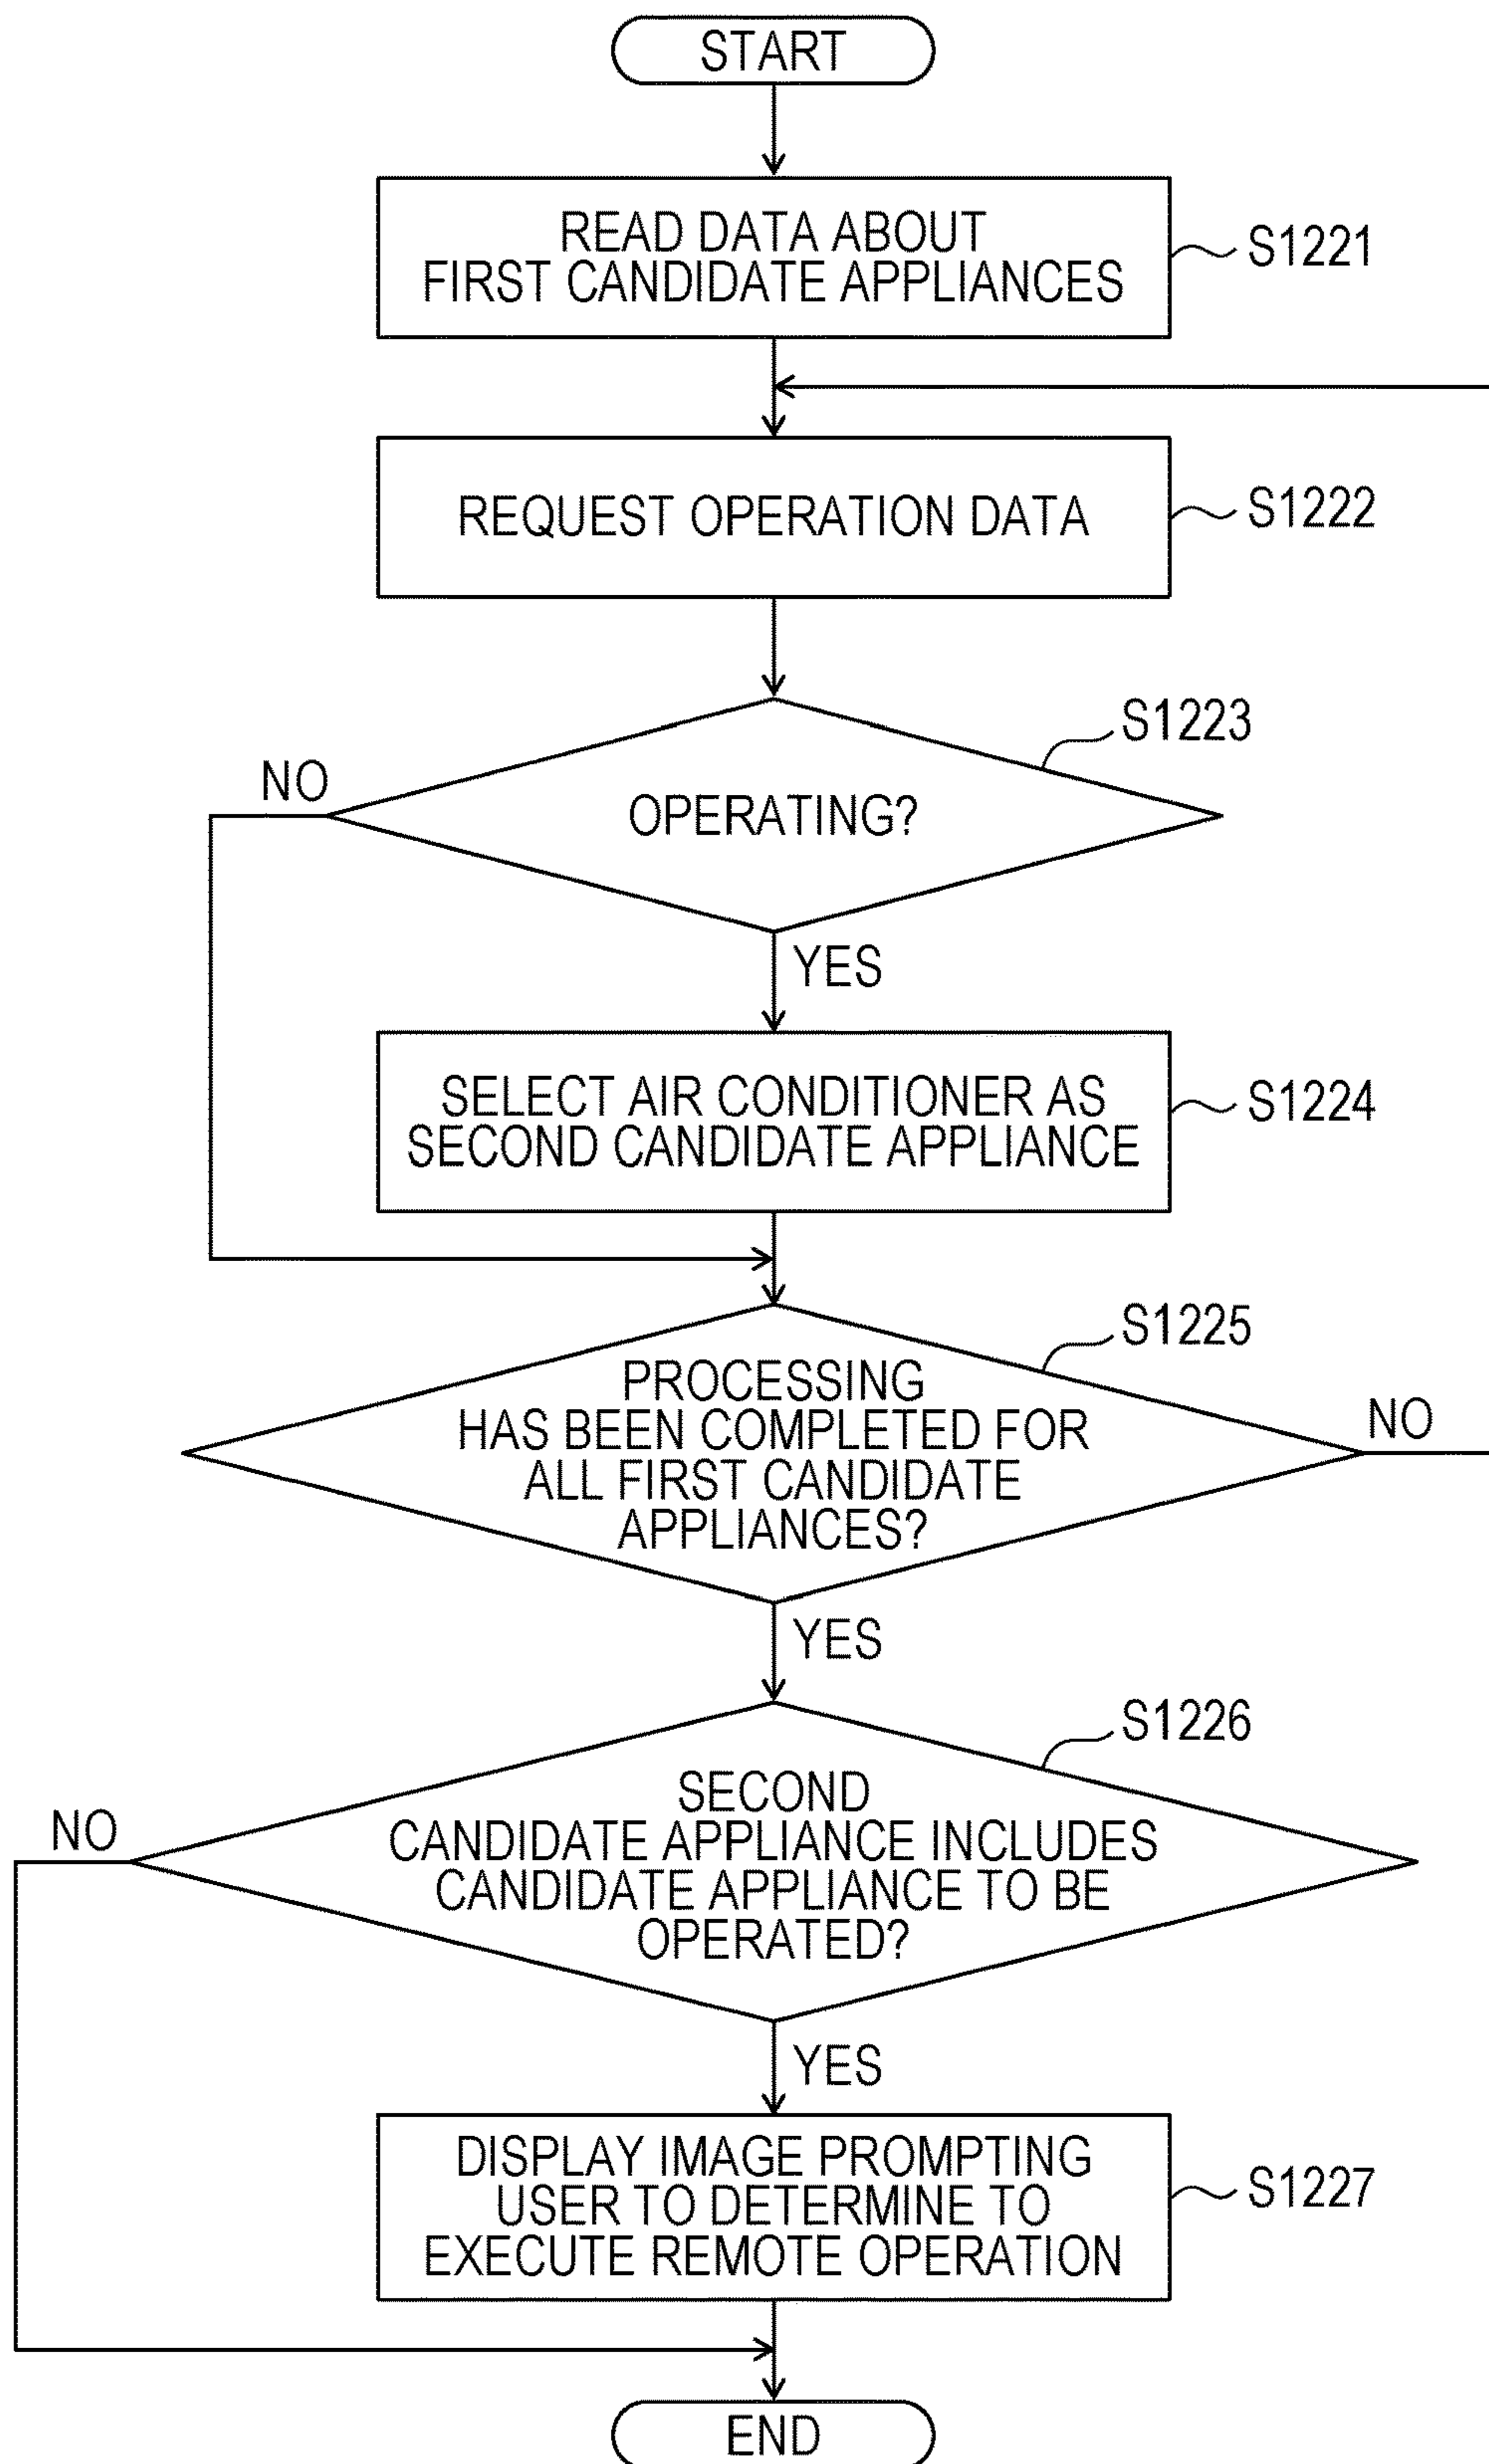 START
READ DATA ABOUT
FIRST CANDIDATE APPLIANCES
S1221
REQUEST OPERATION DATA
S1222
S1223
NO
OPERATING?
YES
SELECT AIR CONDITIONER AS
SECOND CANDIDATE APPLIANCE
S1224
S1225
PROCESSING
HAS BEEN COMPLETED FOR
ALL FIRST CANDIDATE
APPLIANCES?
NO
YES
S1226
SECOND
CANDIDATE APPLIANCE INCLUDES
CANDIDATE APPLIANCE TO BE
OPERATED?
NO
YES
DISPLAY IMAGE PROMPTING
USER TO DETERMINE TO
EXECUTE REMOTE OPERATION
S1227
END